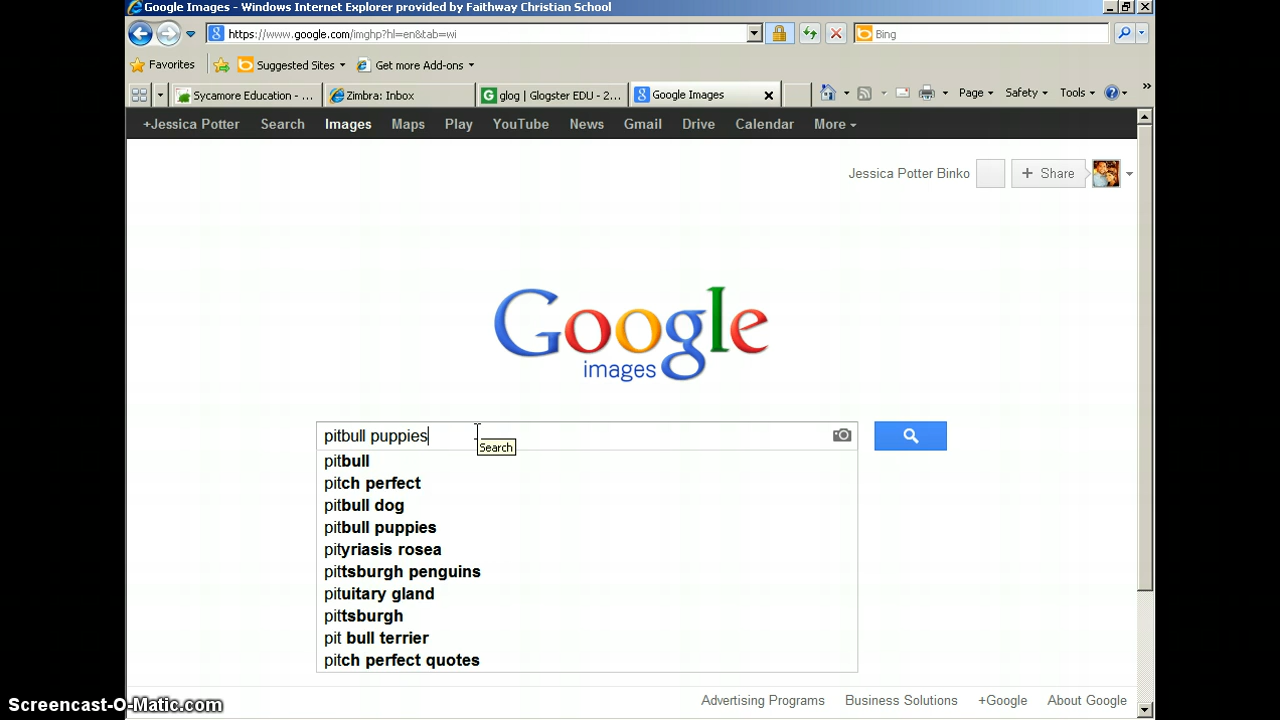 Google Images - Windows Internet Explorer provided by Faithway Christian School
https://www.google.com/imghp?hl=en&tab=wi
Bing
Favorites Suggested Sites Get more Add-ons
Sycamore Education - ... Zimbra: Inbox glog | Glogster EDU - 2... Google Images Page Safety Tools
+Jessica Potter Search Images Maps Play YouTube News Gmail Drive Calendar More
Jessica Potter Binko + Share
Google
images
pitbull puppies
Search
pitbull
pitch perfect
pitbull dog
pitbull puppies
pityriasis rosea
pittsburgh penguins
pituitary gland
pittsburgh
pit bull terrier
pitch perfect quotes
Advertising Programs Business Solutions +Google About Google
Screencast-O-Matic.com